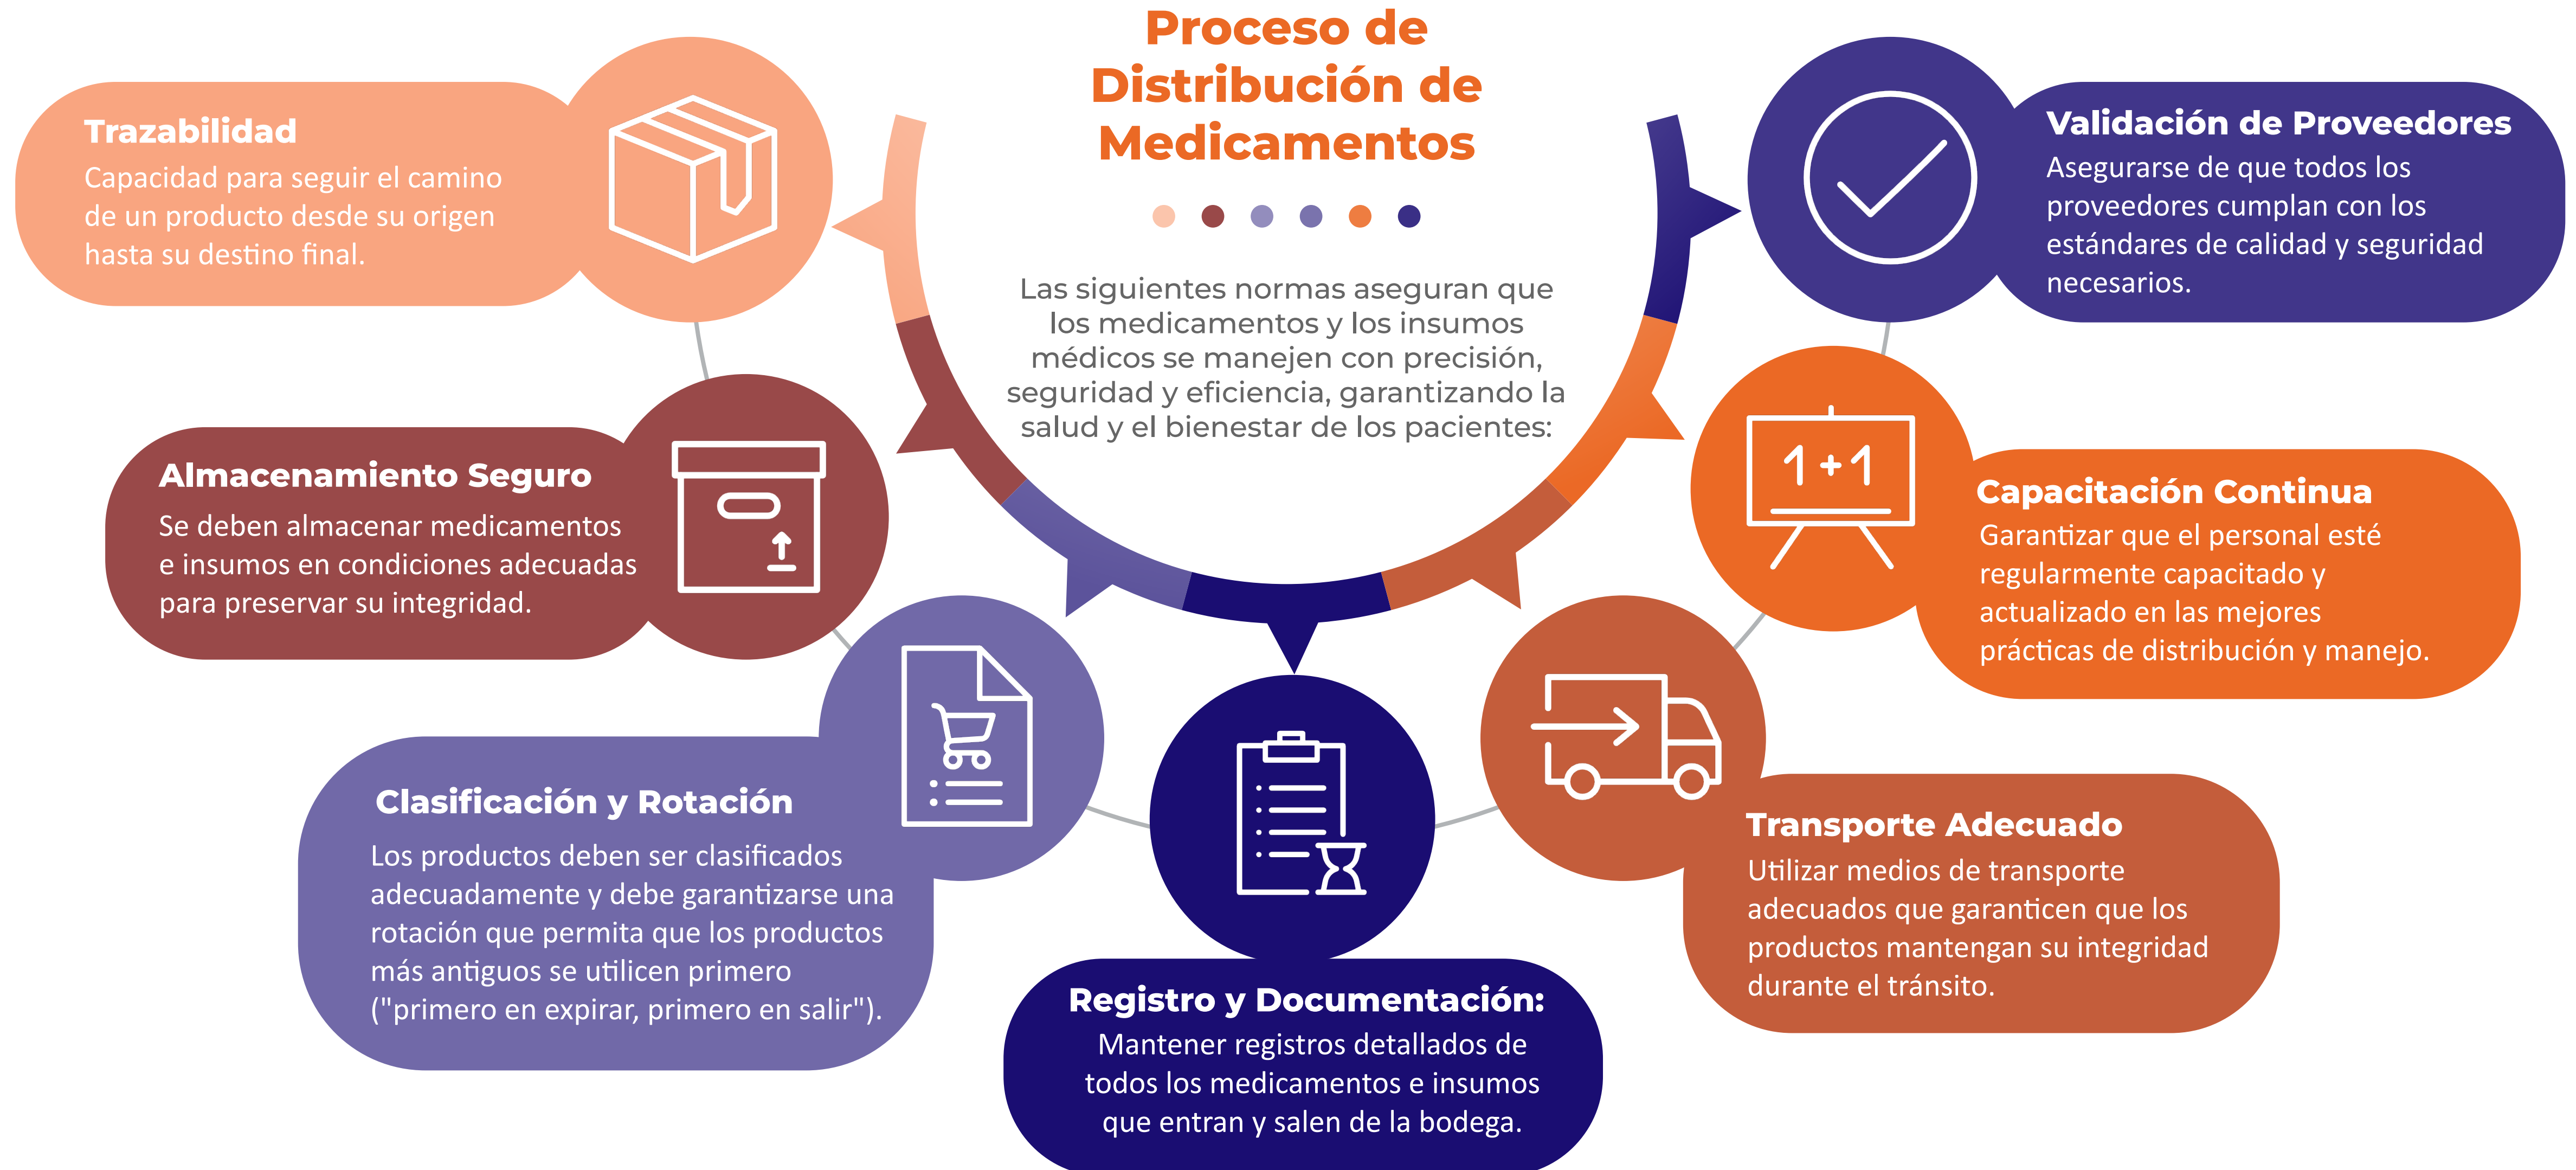 Proceso de
Distribución de
Medicamentos
Las siguientes normas aseguran que
los medicamentos y los insumos
médicos se manejen con precisión,
seguridad y eficiencia, garantizando la
salud y el bienestar de los pacientes:
Trazabilidad
Capacidad para seguir el camino
de un producto desde su origen
hasta su destino final.
Almacenamiento Seguro
Se deben almacenar medicamentos
e insumos en condiciones adecuadas
para preservar su integridad.
Clasificación y Rotación
Los productos deben ser clasificados
adecuadamente y debe garantizarse una
rotación que permita que los productos
más antiguos se utilicen primero
("primero en expirar, primero en salir").
Registro y Documentación:
Mantener registros detallados de
todos los medicamentos e insumos
que entran y salen de la bodega.
Transporte Adecuado
Utilizar medios de transporte
adecuados que garanticen que los
productos mantengan su integridad
durante el tránsito.
1+1
Capacitación Continua
Garantizar que el personal esté
regularmente capacitado y
actualizado en las mejores
prácticas de distribución y manejo.
Validación de Proveedores
Asegurarse de que todos los
proveedores cumplan con los
estándares de calidad y seguridad
necesarios.